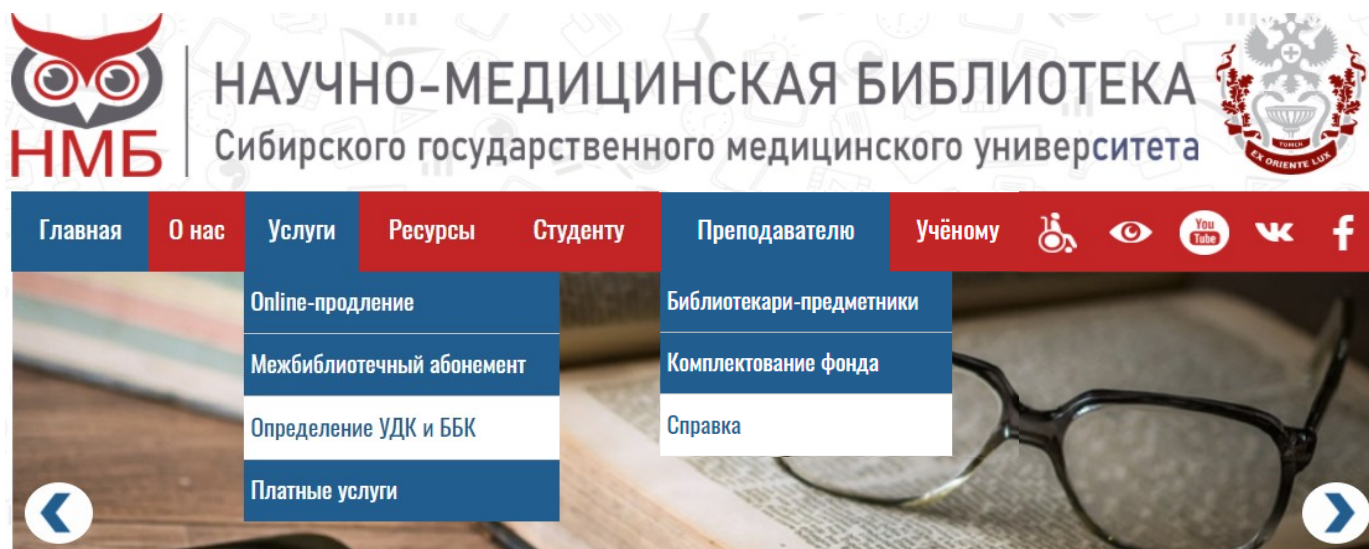 НМБ
НАУЧНО-МЕДИЦИНСКАЯ БИБЛИОТЕКА
Сибирского государственного медицинского университета
ТОМСК
EX ORIENTE LUX
Главная О нас Услуги Ресурсы Студенту Преподавателю Учёному You Tube
Online-продление
Межбиблиотечный абонемент
Определение УДК и ББК
Платные услуги
Библиотекари-предметники
Комплектование фонда
Справка